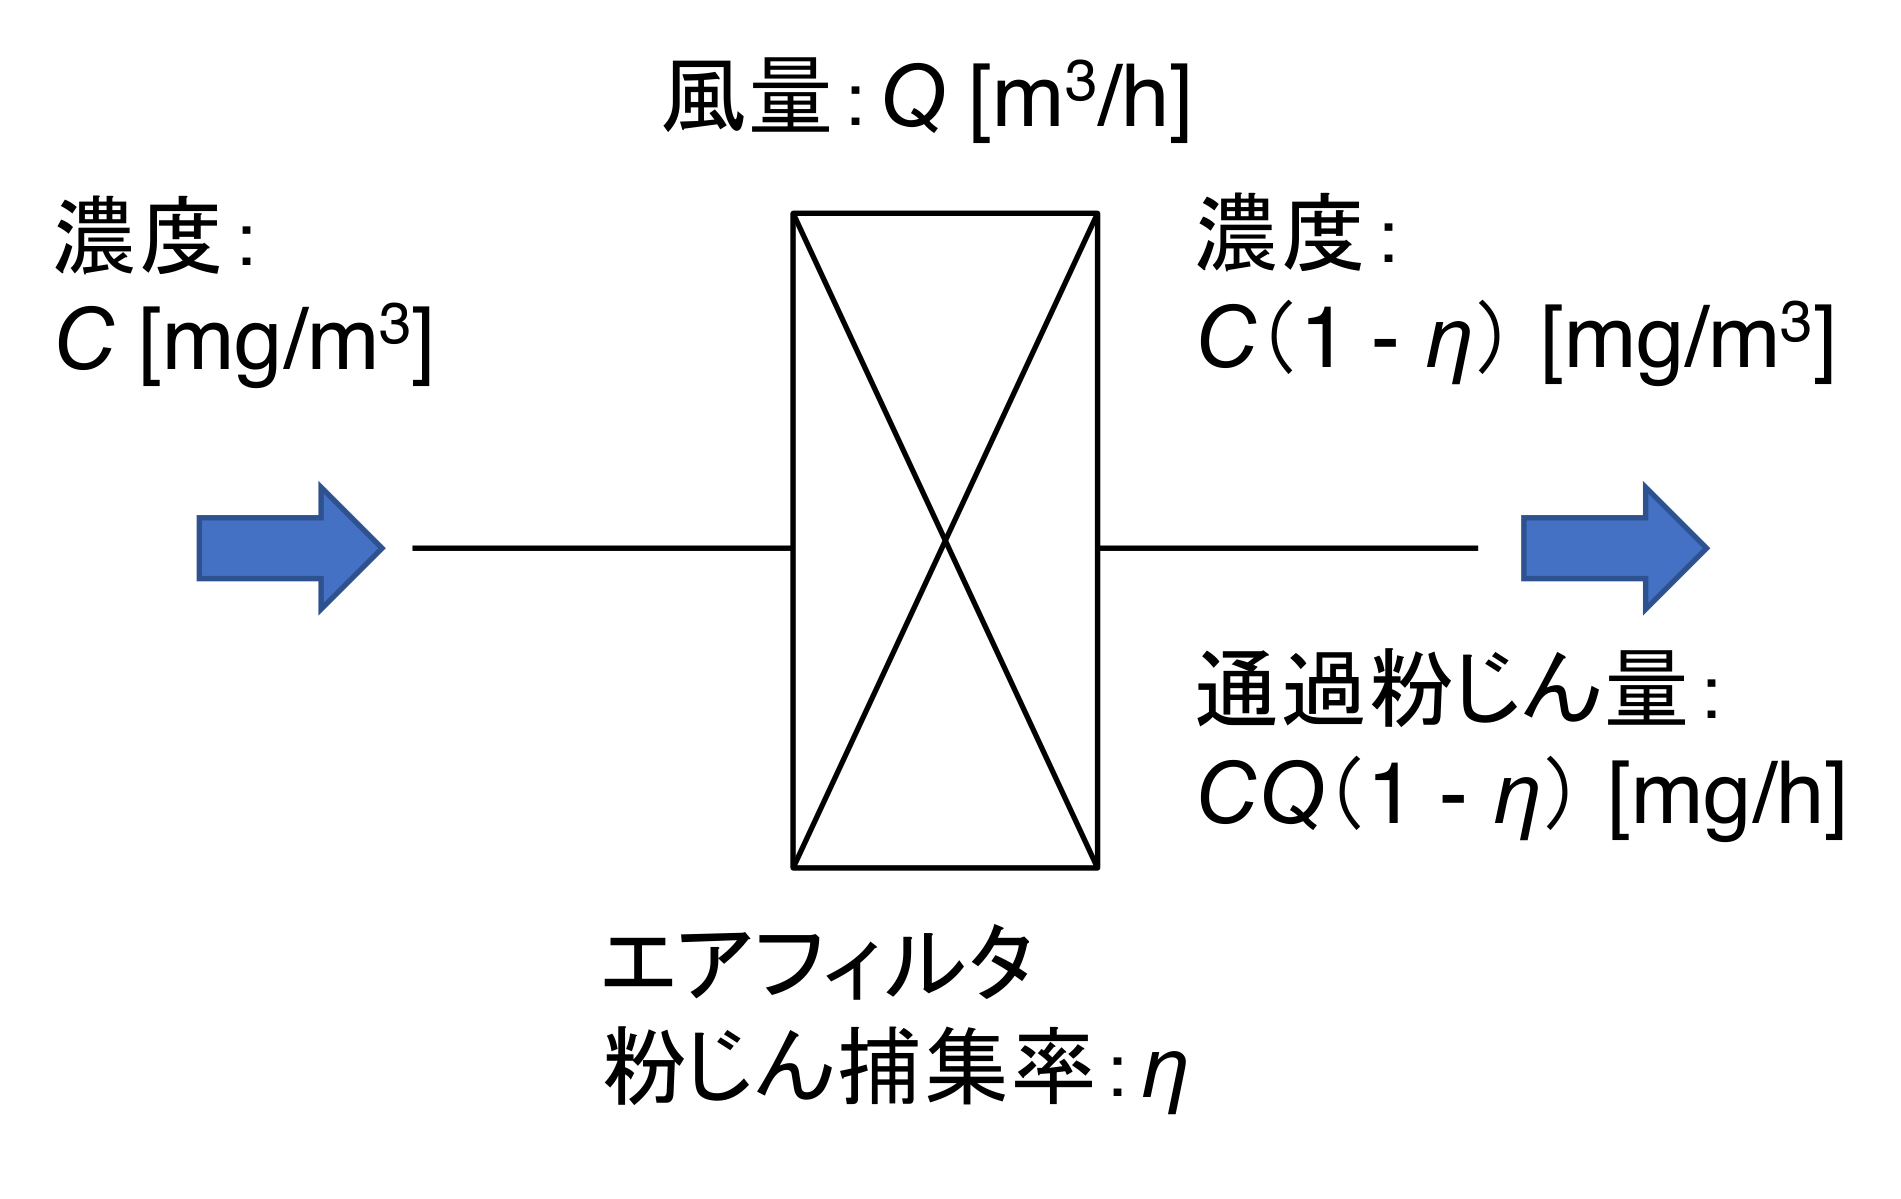 風量：Q [m³/h]
濃度：
C [mg/m³]
濃度：
C（1 - η）[mg/m³]
通過粉じん量：
CQ（1 - η）[mg/h]
エアフィルタ
粉じん捕集率：η